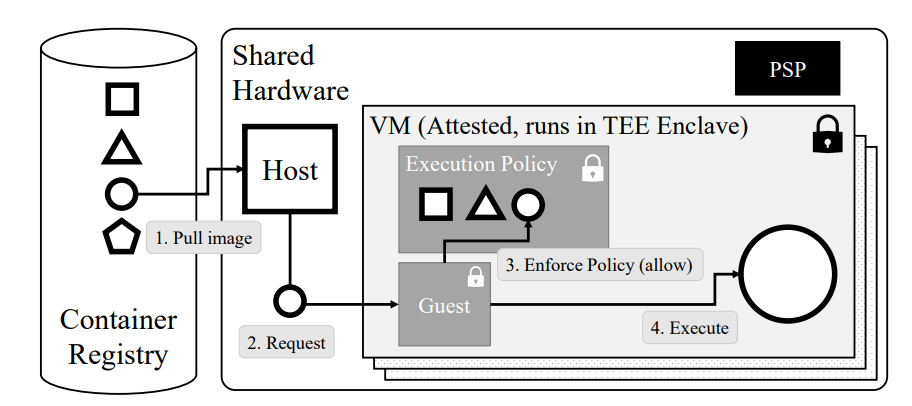 Shared
Hardware
PSP
VM (Attested, runs in TEE Enclave)
Execution Policy
Host
1. Pull image
3. Enforce Policy (allow)
Guest
Container
Registry
2. Request
4. Execute